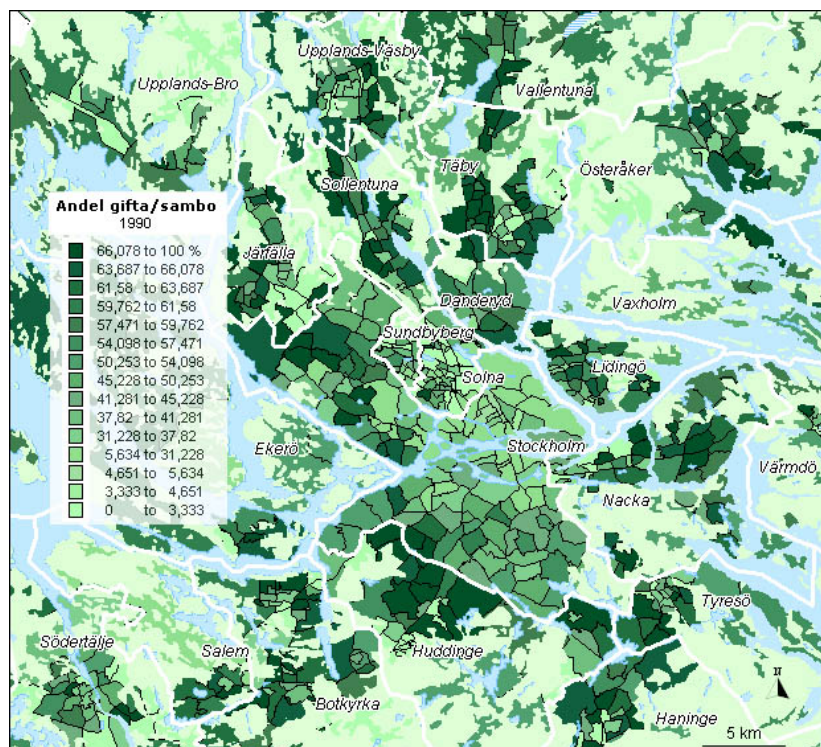 Upplands-Väsby
Upplands-Bro
Vallentuna
Täby
Österåker
Sollentuna
Andel gifta/sambo
1990
66,078 to 100 %
63,687 to 66,078
61,58 to 63,687
59,762 to 61,58
57,471 to 59,762
54,098 to 57,471
50,253 to 54,098
45,228 to 50,253
41,281 to 45,228
37,82 to 41,281
31,228 to 37,82
5,634 to 31,228
4,651 to 5,634
3,333 to 4,651
0 to 3,333
Järfälla
Danderyd
Vaxholm
Sundbyberg
Lidingö
Solna
Ekerö
Stockholm
Värmdö
Nacka
Tyresö
Södertälje
Salem
Huddinge
Botkyrka
N
Haninge
5 km